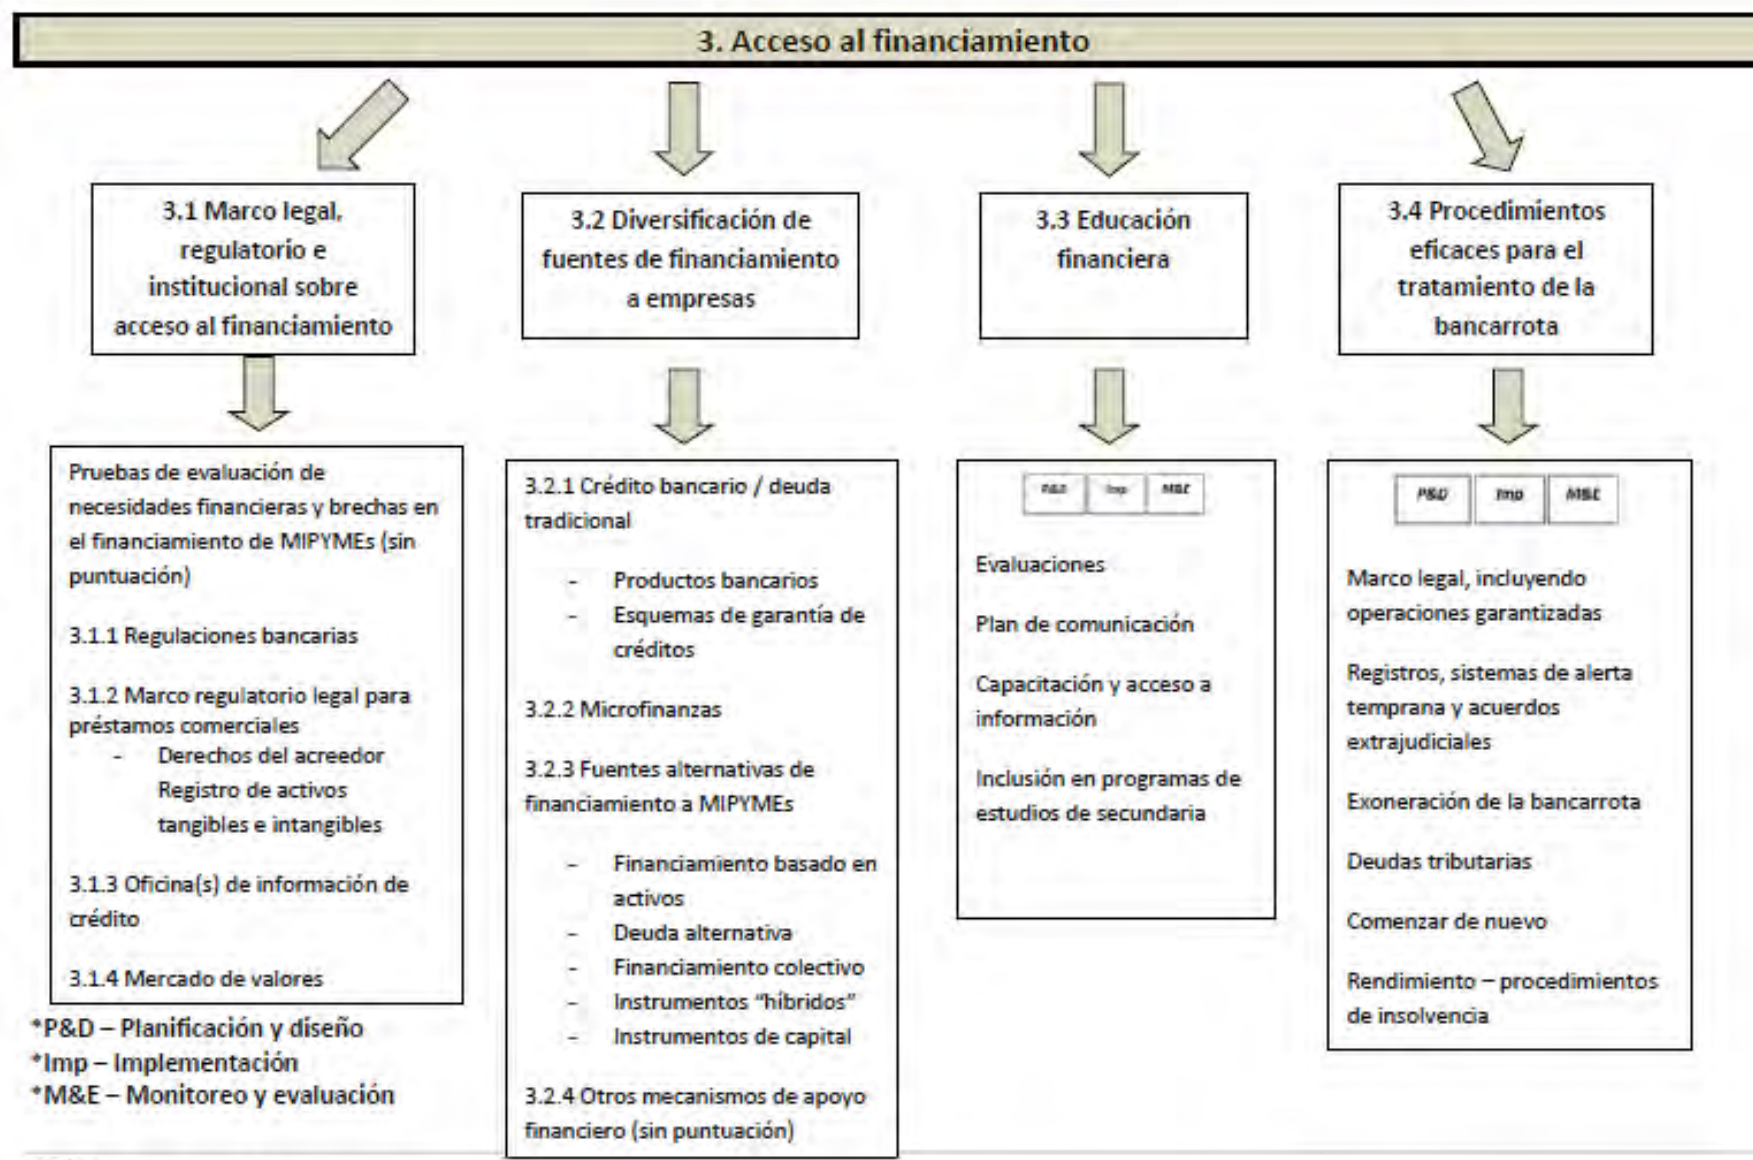 3. Acceso al financiamiento
3.1 Marco legal,
regulatorio e
institucional sobre
acceso al financiamiento
3.2 Diversificación de
fuentes de financiamiento
a empresas
3.3 Educación
financiera
3.4 Procedimientos
eficaces para el
tratamiento de la
bancarrota
Pruebas de evaluación de
necesidades financieras y brechas en
el financiamiento de MIPYMEs (sin
puntuación)
3.1.1 Regulaciones bancarias
3.1.2 Marco regulatorio legal para
préstamos comerciales
- Derechos del acreedor
Registro de activos
tangibles e intangibles
3.1.3 Oficina(s) de información de
crédito
3.1.4 Mercado de valores
3.2.1 Crédito bancario / deuda
tradicional
- Productos bancarios
- Esquemas de garantía de
créditos
3.2.2 Microfinanzas
3.2.3 Fuentes alternativas de
financiamiento a MIPYMEs
- Financiamiento basado en
activos
- Deuda alternativa
- Financiamiento colectivo
- Instrumentos "híbridos"
- Instrumentos de capital
3.2.4 Otros mecanismos de apoyo
financiero (sin puntuación)
P&D Imp M&E
Evaluaciones
Plan de comunicación
Capacitación y acceso a
información
Inclusión en programas de
estudios de secundaria
P&D Imp M&E
Marco legal, incluyendo
operaciones garantizadas
Registros, sistemas de alerta
temprana y acuerdos
extrajudiciales
Exoneración de la bancarrota
Deudas tributarias
Comenzar de nuevo
Rendimiento – procedimientos
de insolvencia
*P&D – Planificación y diseño
*Imp – Implementación
*M&E – Monitoreo y evaluación